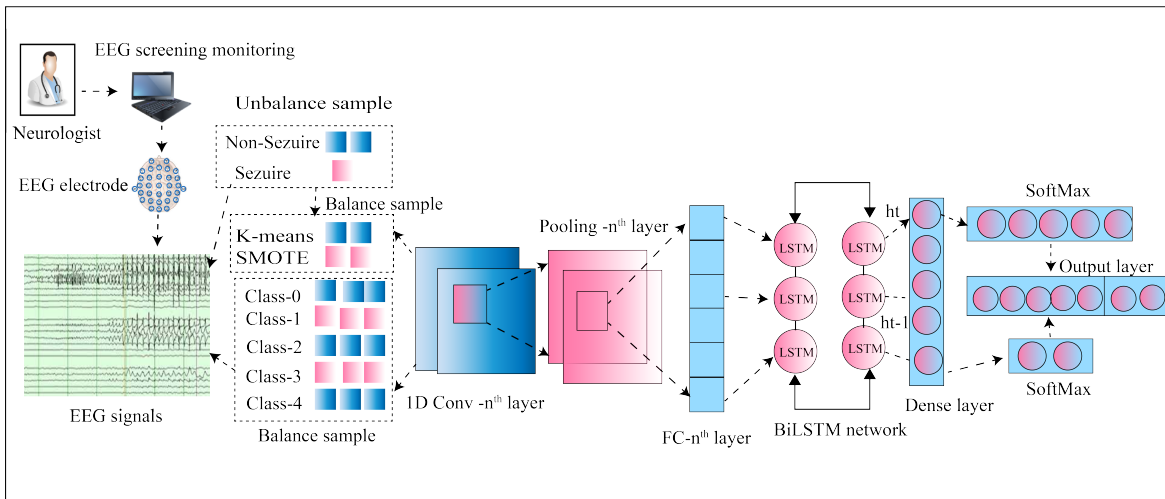 EEG screening monitoring
Neurologist
EEG electrode
EEG signals
Unbalance sample
Non-Sezuire
Sezuire
Balance sample
K-means
SMOTE
Class-0
Class-1
Class-2
Class-3
Class-4
Balance sample
1D Conv -nth layer
Pooling -nth layer
FC-nth layer
LSTM
LSTM
LSTM
LSTM
LSTM
LSTM
BiLSTM network
ht
ht-1
Dense layer
SoftMax
Output layer
SoftMax